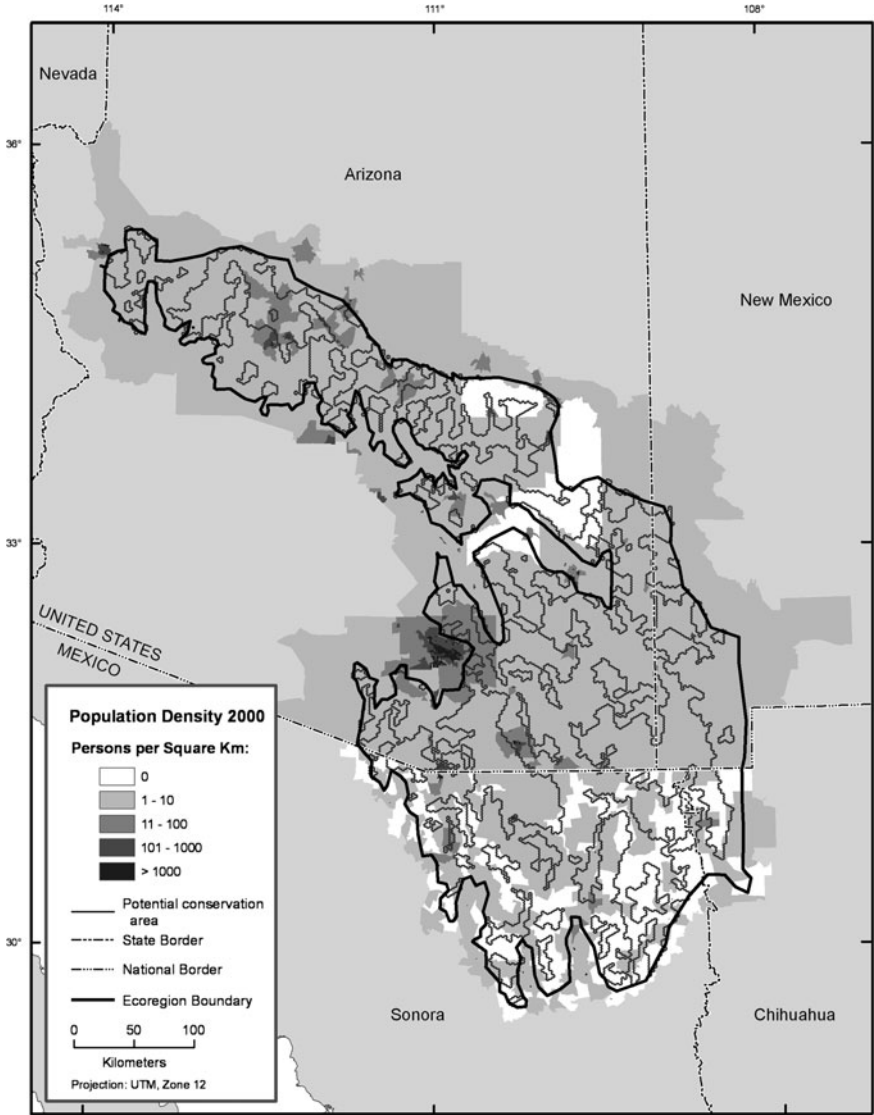 114°
111°
108°
Nevada
36°
Arizona
New Mexico
33°
UNITED STATES
MEXICO
Population Density 2000
Persons per Square Km:
0
1 - 10
11 - 100
101 - 1000
> 1000
Potential conservation
area
State Border
National Border
Ecoregion Boundary
0 50 100
Kilometers
Projection: UTM, Zone 12
30°
Sonora
Chihuahua